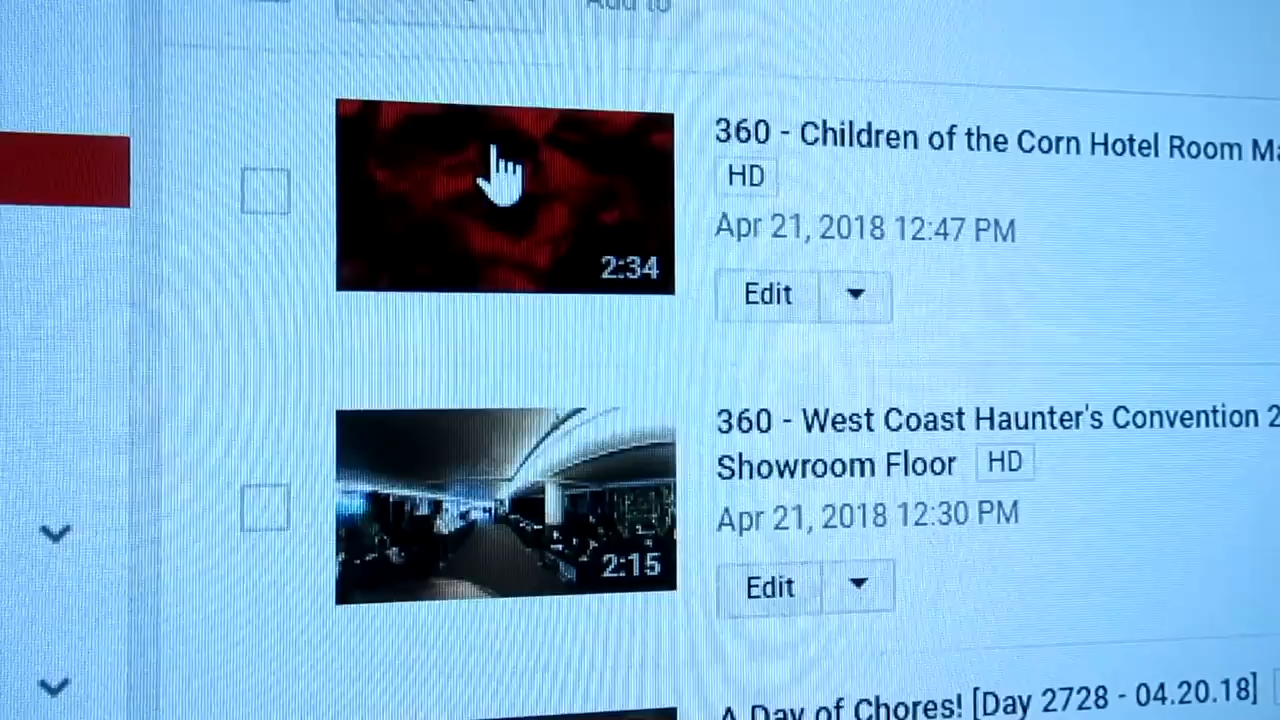 Add to
360 - Children of the Corn Hotel Room
HD
Apr 21, 2018 12:47 PM
2:34
Edit
360 - West Coast Haunter's Convention 2
Showroom Floor HD
Apr 21, 2018 12:30 PM
2:15
Edit
A Day of Chores! [Day 2728 - 04.20.18]